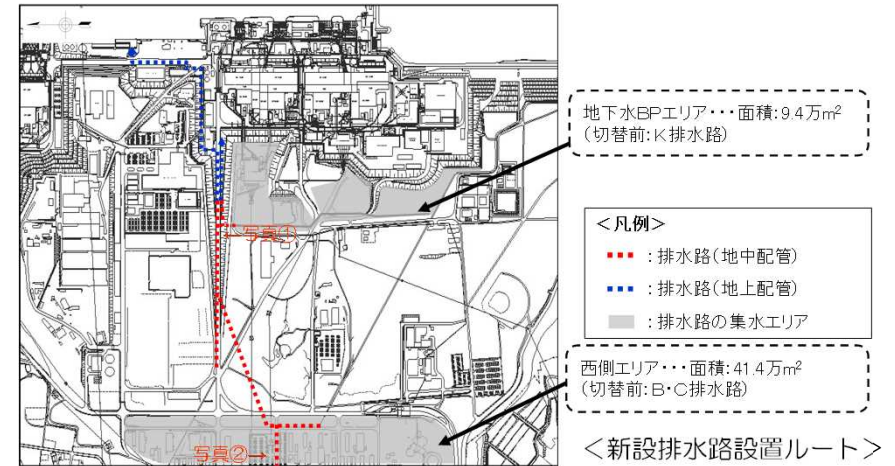 地下水BPエリア・・・面積:9.4万m²
(切替前:K排水路)
←写真①
<凡例>
:排水路(地中配管)
:排水路(地上配管)
:排水路の集水エリア
西側エリア・・・面積:41.4万m²
(切替前:B・C排水路)
写真②→
<新設排水路設置ルート>